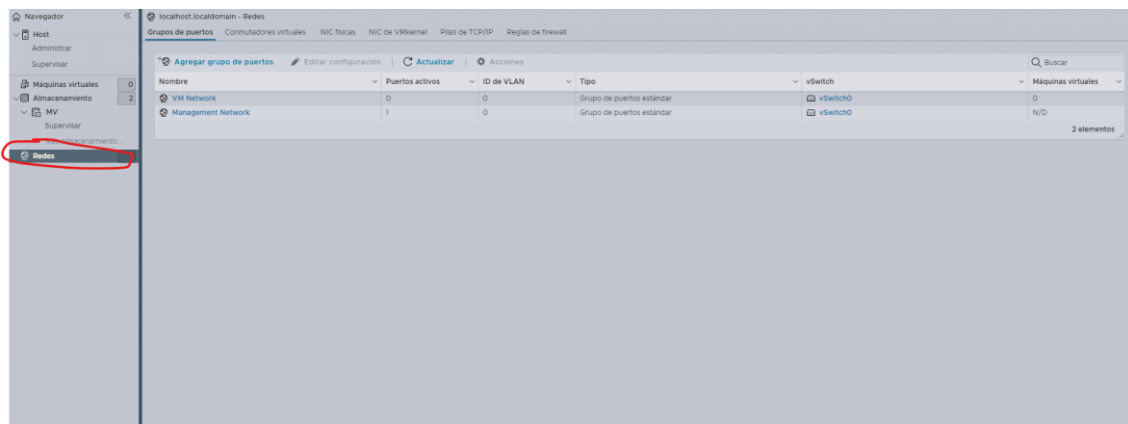 Navegador
Host
Administrar
Supervisar
Máquinas virtuales 0
Almacenamiento 2
MV
Supervisar
Más almacenamiento...
Redes
localhost.localdomain - Redes
Grupos de puertos Conmutadores virtuales NIC físicas NIC de VMkernel Pilas de TCP/IP Reglas de firewall
Agregar grupo de puertos Editar configuración Actualizar Acciones Buscar
Nombre Puertos activos ID de VLAN Tipo vSwitch Máquinas virtuales
VM Network 0 0 Grupo de puertos estándar vSwitch0 0
Management Network 1 0 Grupo de puertos estándar vSwitch0 N/D
2 elementos